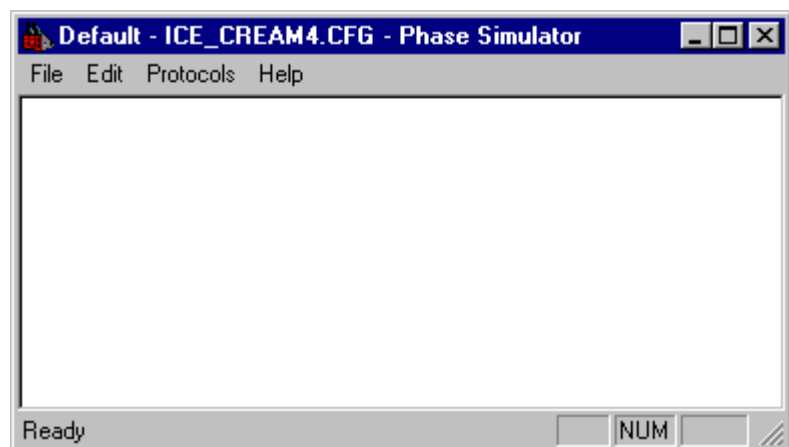 Default - ICE_CREAM4.CFG - Phase Simulator
File Edit Protocols Help
Ready NUM